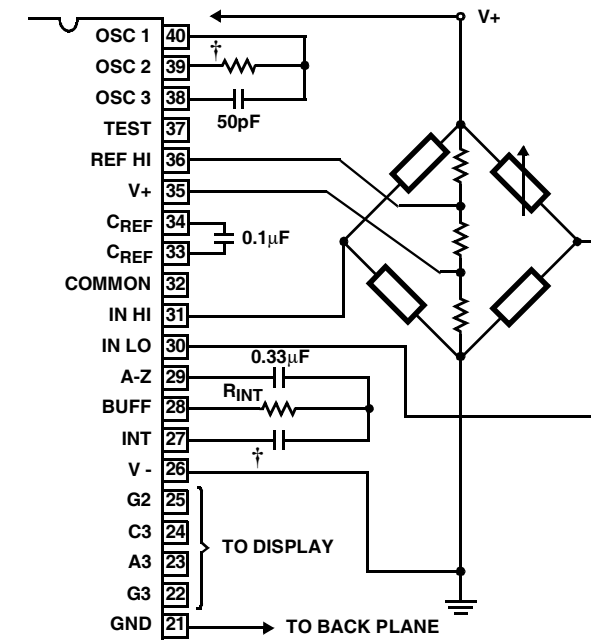 V+
OSC 1 40
†
OSC 2 39
OSC 3 38
50pF
TEST 37
REF HI 36
V+ 35
CREF 34
0.1µF
CREF 33
COMMON 32
IN HI 31
IN LO 30
0.33µF
A-Z 29
RINT
BUFF 28
INT 27
†
V - 26
G2 25
C3 24
TO DISPLAY
A3 23
G3 22
GND 21 TO BACK PLANE